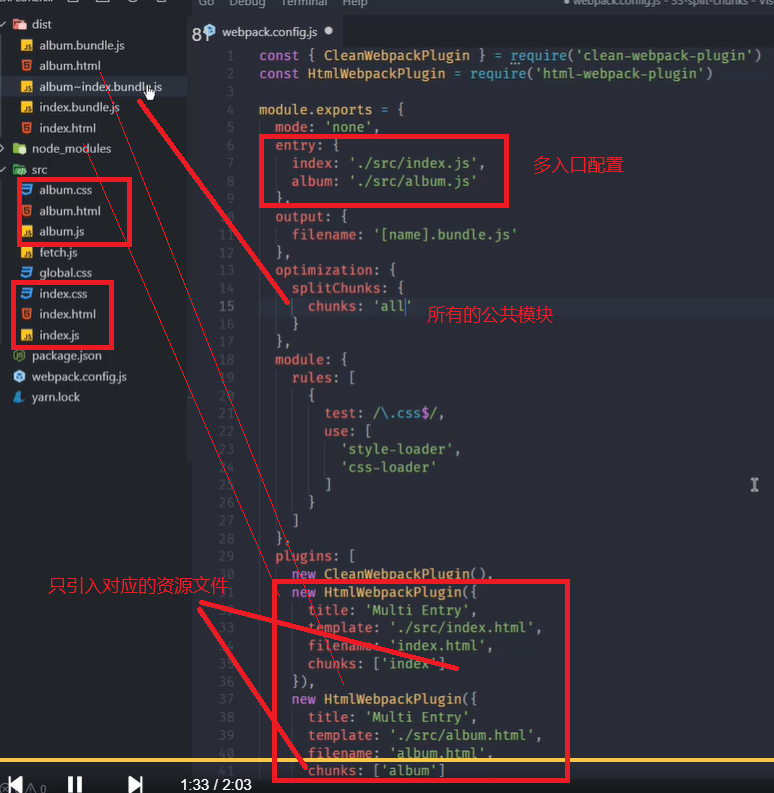 Go Debug Terminal Help
webpack.config.js - 33-split-chunks - Vis
dist
album.bundle.js
album.html
album~index.bundle.js
index.bundle.js
index.html
node_modules
src
album.css
album.html
album.js
fetch.js
global.css
index.css
index.html
index.js
package.json
webpack.config.js
yarn.lock
webpack.config.js
1 const { CleanWebpackPlugin } = require('clean-webpack-plugin')
2 const HtmlWebpackPlugin = require('html-webpack-plugin')
3
4 module.exports = {
5 mode: 'none',
6 entry: {
7 index: './src/index.js',
8 album: './src/album.js'
9 },
10 output: {
11 filename: '[name].bundle.js'
12 },
13 optimization: {
14 splitChunks: {
15 chunks: 'all'
16 }
17 },
18 module: {
19 rules: [
20 {
21 test: /\.css$/,
22 use: [
23 'style-loader',
24 'css-loader'
25 ]
26 }
27 ]
28 },
29 plugins: [
30 new CleanWebpackPlugin(),
31 new HtmlWebpackPlugin({
32 title: 'Multi Entry',
33 template: './src/index.html',
34 filename: 'index.html',
35 chunks: ['index']
36 }),
37 new HtmlWebpackPlugin({
38 title: 'Multi Entry',
39 template: './src/album.html',
40 filename: 'album.html',
41 chunks: ['album']
多入口配置
所有的公共模块
只引入对应的资源文件
0
1:33 / 2:03